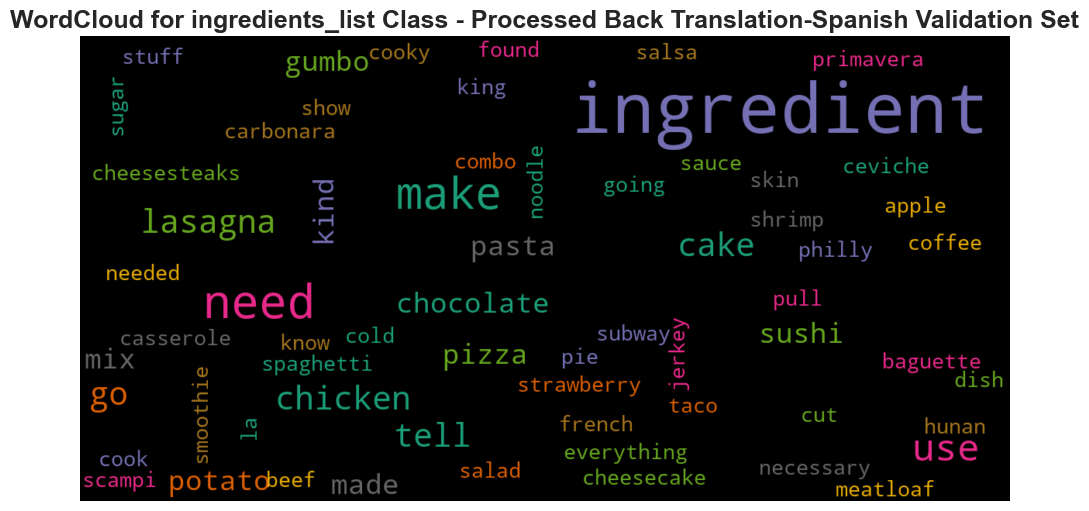 WordCloud for ingredients_list Class - Processed Back Translation-Spanish Validation Set
stuff
gumbo
cooky
found
salsa
primavera
sugar
show
king
ingredient
carbonara
cheesesteaks
kind
combo
make
noodle
sauce
going
skin
ceviche
lasagna
pasta
shrimp
cake
apple
philly
coffee
needed
need
chocolate
pull
casserole
know
cold
mix
spaghetti
pizza
subway
pie
jerkey
sushi
baguette
dish
go
smoothie
chicken
strawberry
taco
la
tell
french
cut
hunan
everything
use
cook
scampi
potato
beef
made
salad
cheesecake
necessary
meatloaf